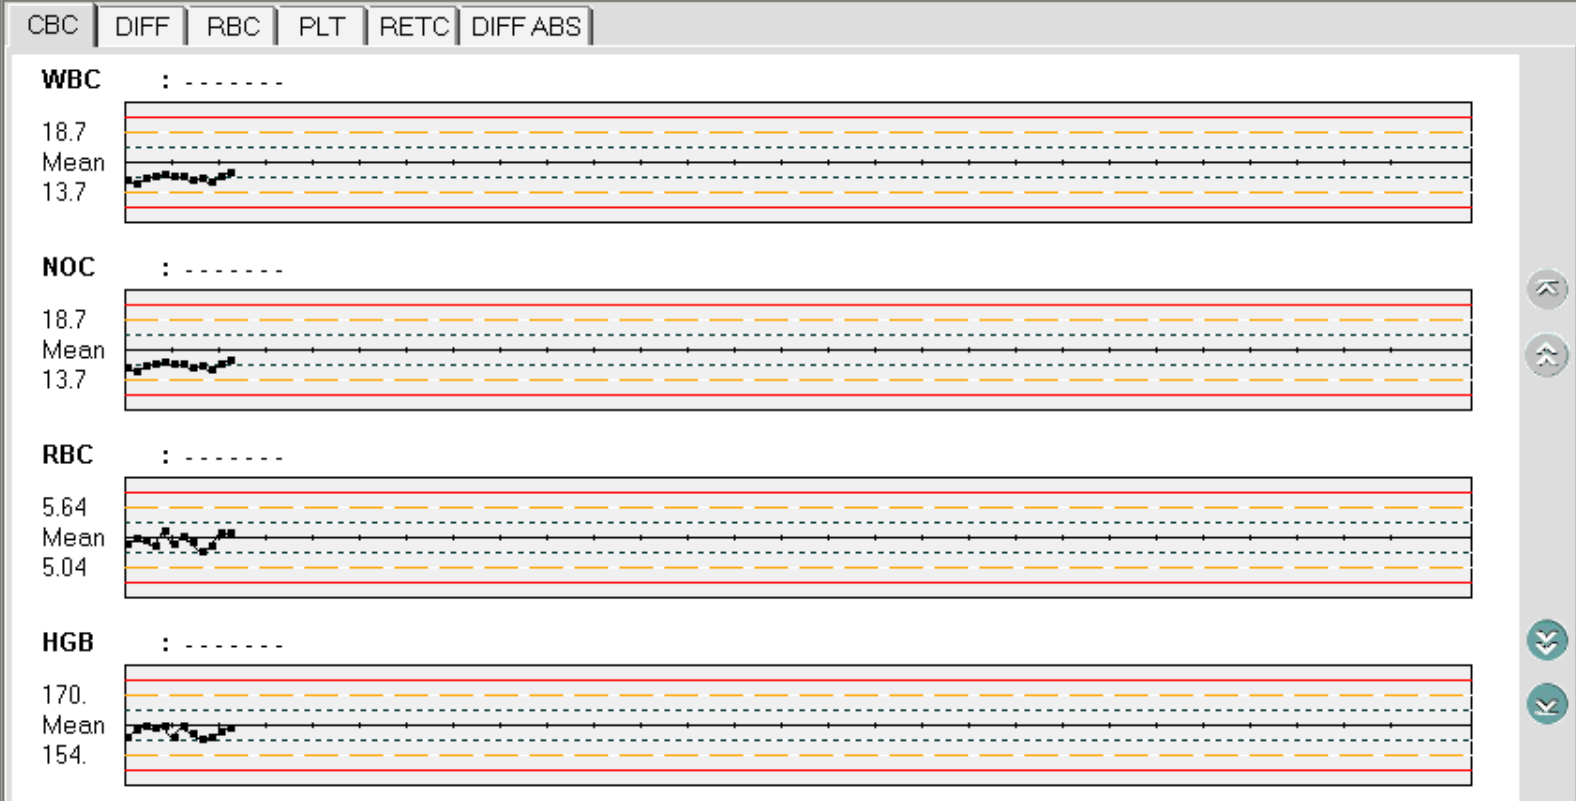 CBC DIFF RBC PLT RETC DIFF ABS
WBC : - - - - - - -
18.7
Mean
13.7
NOC : - - - - - - -
18.7
Mean
13.7
RBC : - - - - - - -
5.64
Mean
5.04
HGB : - - - - - - -
170.
Mean
154.